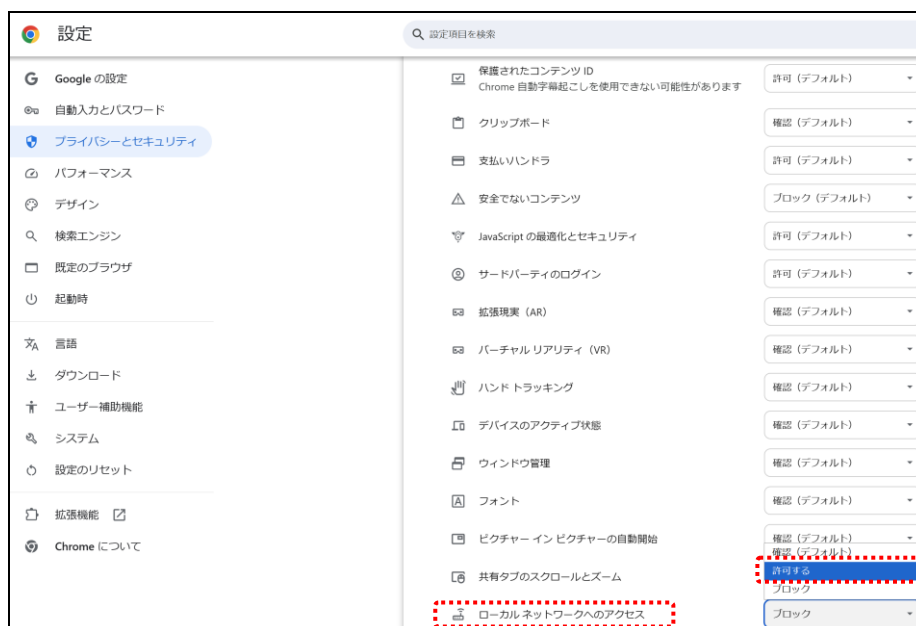 設定
設定項目を検索
Google の設定
自動入力とパスワード
プライバシーとセキュリティ
パフォーマンス
デザイン
検索エンジン
既定のブラウザ
起動時
言語
ダウンロード
ユーザー補助機能
システム
設定のリセット
拡張機能
Chrome について
保護されたコンテンツ ID
Chrome 自動字幕起こしを使用できない可能性があります
許可（デフォルト）
クリップボード
確認（デフォルト）
支払いハンドラ
許可（デフォルト）
安全でないコンテンツ
ブロック（デフォルト）
JavaScript の最適化とセキュリティ
許可（デフォルト）
サードパーティのログイン
許可（デフォルト）
拡張現実（AR）
確認（デフォルト）
バーチャル リアリティ（VR）
確認（デフォルト）
ハンド トラッキング
確認（デフォルト）
デバイスのアクティブ状態
確認（デフォルト）
ウィンドウ管理
確認（デフォルト）
フォント
確認（デフォルト）
ピクチャー イン ピクチャーの自動開始
確認（デフォルト）
確認（デフォルト）
共有タブのスクロールとズーム
許可する
ブロック
ローカル ネットワークへのアクセス
ブロック